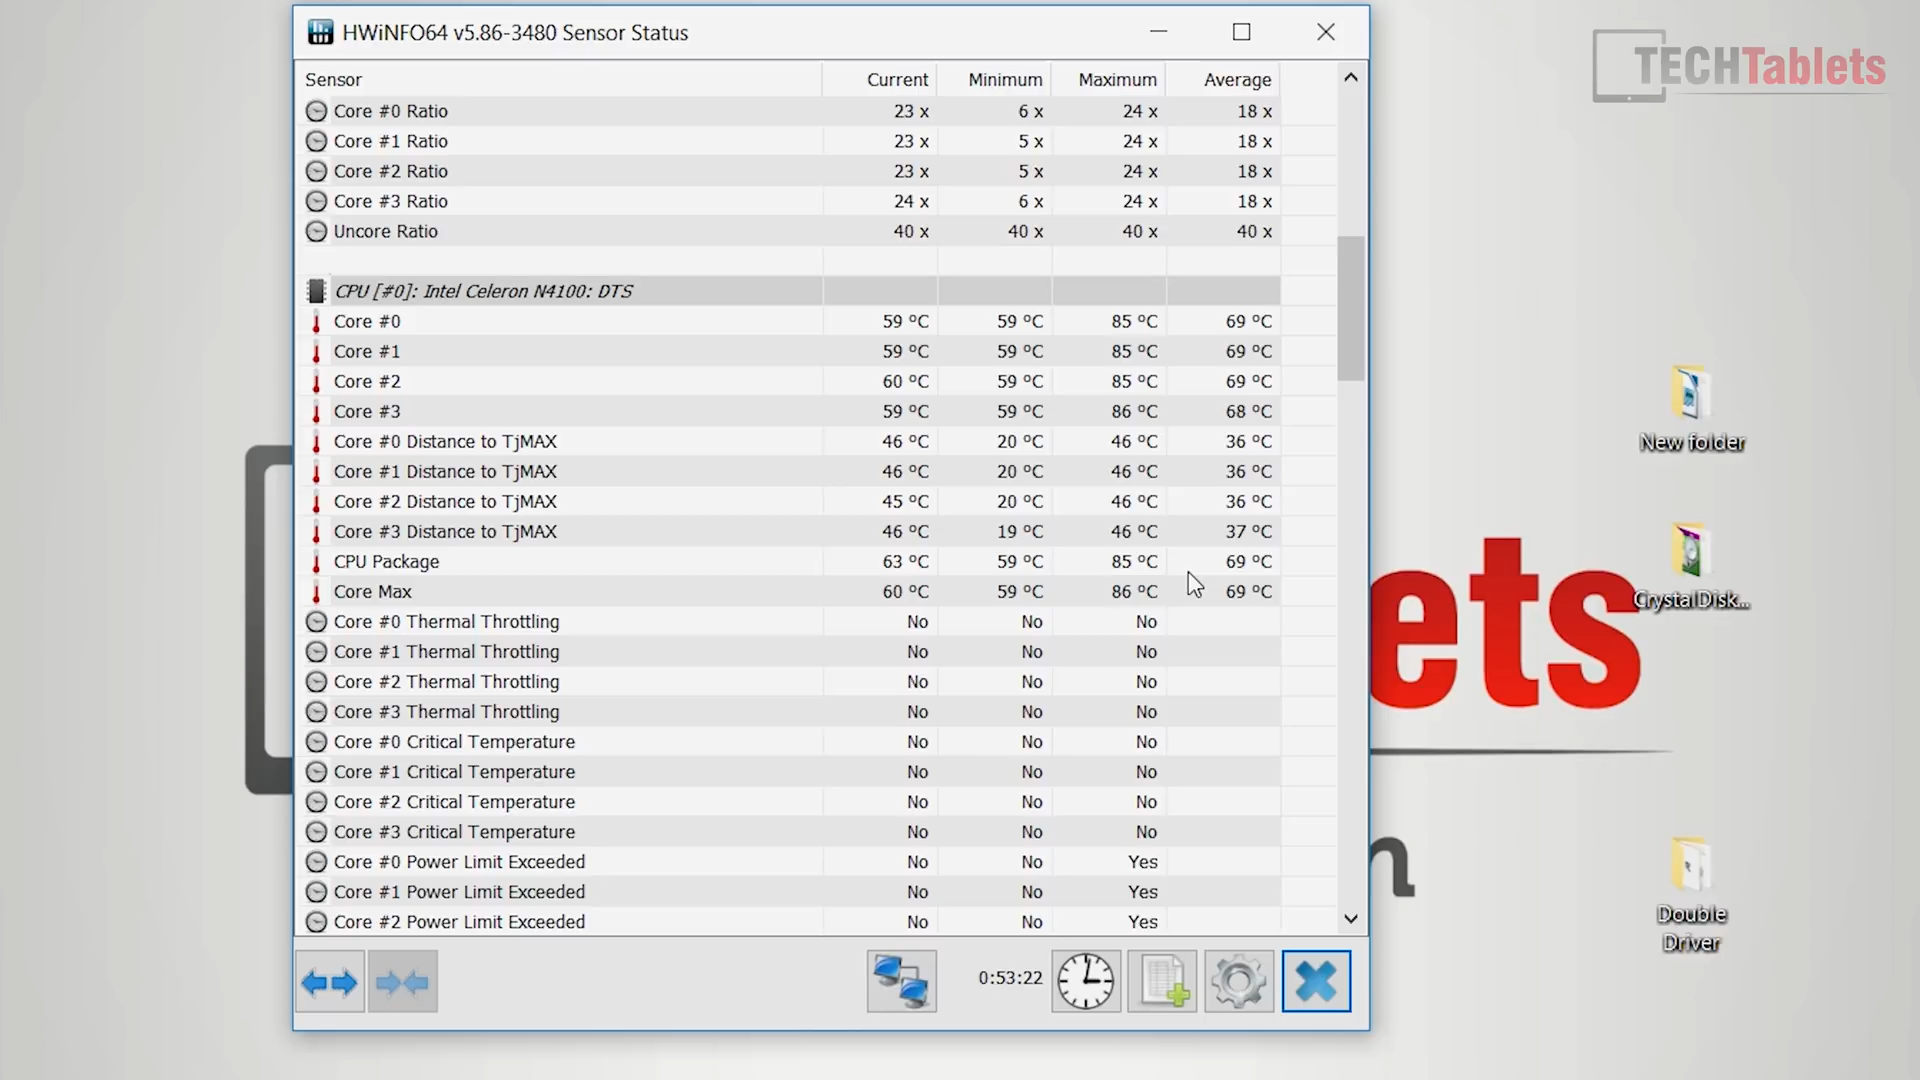 HWiNFO64 v5.86-3480 Sensor Status
TECHTablets
Sensor Current Minimum Maximum Average
Core #0 Ratio 23 x 6 x 24 x 18 x
Core #1 Ratio 23 x 5 x 24 x 18 x
Core #2 Ratio 23 x 5 x 24 x 18 x
Core #3 Ratio 24 x 6 x 24 x 18 x
Uncore Ratio 40 x 40 x 40 x 40 x
CPU [#0]: Intel Celeron N4100: DTS
Core #0 59 °C 59 °C 85 °C 69 °C
Core #1 59 °C 59 °C 85 °C 69 °C
Core #2 60 °C 59 °C 85 °C 69 °C
Core #3 59 °C 59 °C 86 °C 68 °C
Core #0 Distance to TjMAX 46 °C 20 °C 46 °C 36 °C
Core #1 Distance to TjMAX 46 °C 20 °C 46 °C 36 °C
Core #2 Distance to TjMAX 45 °C 20 °C 46 °C 36 °C
Core #3 Distance to TjMAX 46 °C 19 °C 46 °C 37 °C
CPU Package 63 °C 59 °C 85 °C 69 °C
Core Max 60 °C 59 °C 86 °C 69 °C
Core #0 Thermal Throttling No No No
Core #1 Thermal Throttling No No No
Core #2 Thermal Throttling No No No
Core #3 Thermal Throttling No No No
Core #0 Critical Temperature No No No
Core #1 Critical Temperature No No No
Core #2 Critical Temperature No No No
Core #3 Critical Temperature No No No
Core #0 Power Limit Exceeded No No Yes
Core #1 Power Limit Exceeded No No Yes
Core #2 Power Limit Exceeded No No Yes
0:53:22
New folder
CrystalDisk...
ets
n
Double
Driver